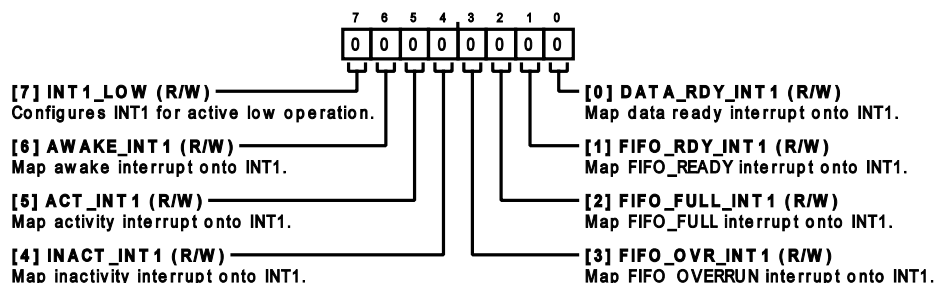 7 6 5 4 3 2 1 0
0 0 0 0 0 0 0 0
[7] INT1_LOW (R/W)
Configures INT1 for active low operation.
[6] AWAKE_INT1 (R/W)
Map awake interrupt onto INT1.
[5] ACT_INT1 (R/W)
Map activity interrupt onto INT1.
[4] INACT_INT1 (R/W)
Map inactivity interrupt onto INT1.
[0] DATA_RDY_INT1 (R/W)
Map data ready interrupt onto INT1.
[1] FIFO_RDY_INT1 (R/W)
Map FIFO_READY interrupt onto INT1.
[2] FIFO_FULL_INT1 (R/W)
Map FIFO_FULL interrupt onto INT1.
[3] FIFO_OVR_INT1 (R/W)
Map FIFO_OVERRUN interrupt onto INT1.